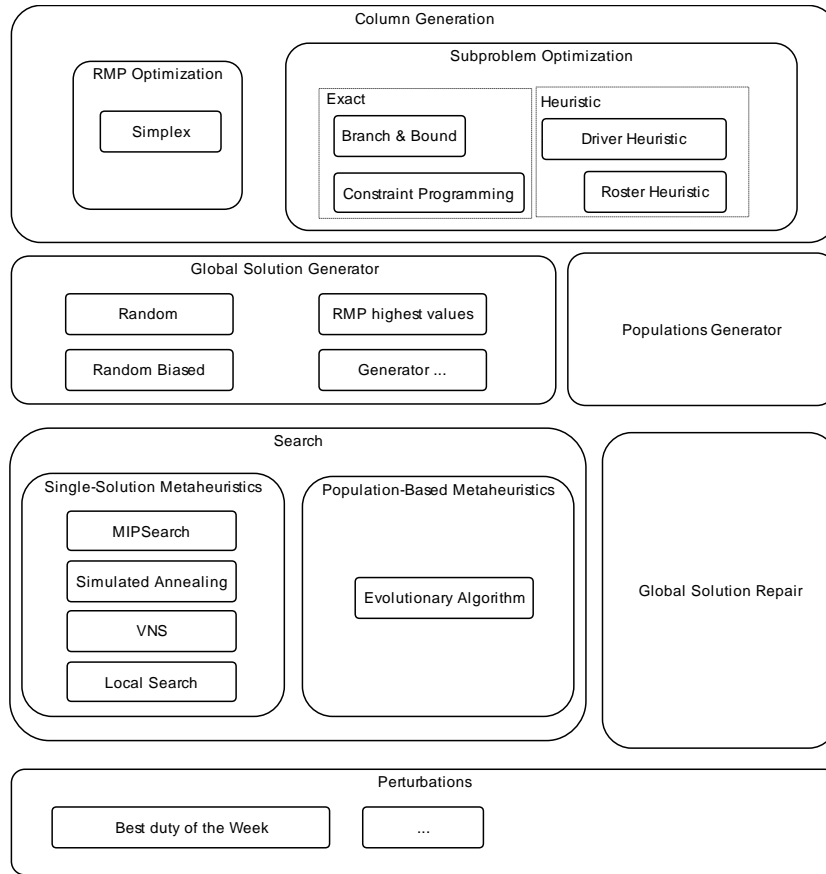 Column Generation
RMP Optimization
Simplex
Subproblem Optimization
Exact
Branch & Bound
Constraint Programming
Heuristic
Driver Heuristic
Roster Heuristic
Global Solution Generator
Random
RMP highest values
Random Biased
Generator ...
Populations Generator
Search
Single-Solution Metaheuristics
MIPSearch
Simulated Annealing
VNS
Local Search
Population-Based Metaheuristics
Evolutionary Algorithm
Global Solution Repair
Perturbations
Best duty of the Week
...